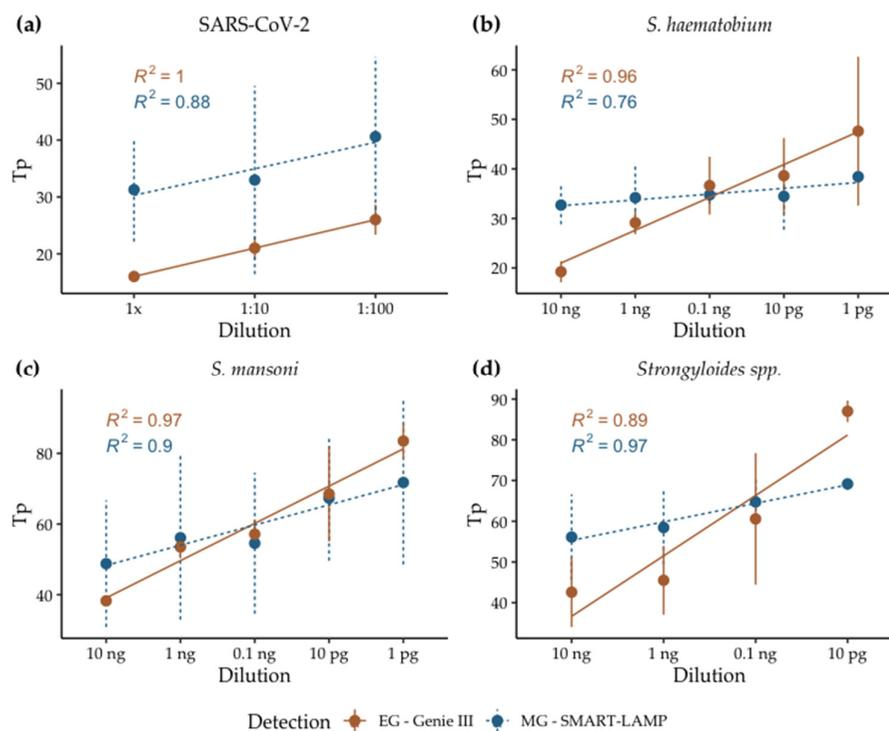 (a) SARS-CoV-2
R² = 1
R² = 0.88
50
40
30
20
Tp
1x 1:10 1:100
Dilution
(b) S. haematobium
R² = 0.96
R² = 0.76
60
50
40
30
20
Tp
10 ng 1 ng 0.1 ng 10 pg 1 pg
Dilution
(c) S. mansoni
R² = 0.97
R² = 0.9
80
60
40
Tp
10 ng 1 ng 0.1 ng 10 pg 1 pg
Dilution
(d) Strongyloides spp.
R² = 0.89
R² = 0.97
90
80
70
60
50
40
Tp
10 ng 1 ng 0.1 ng 10 pg
Dilution
Detection EG - Genie III MG - SMART-LAMP